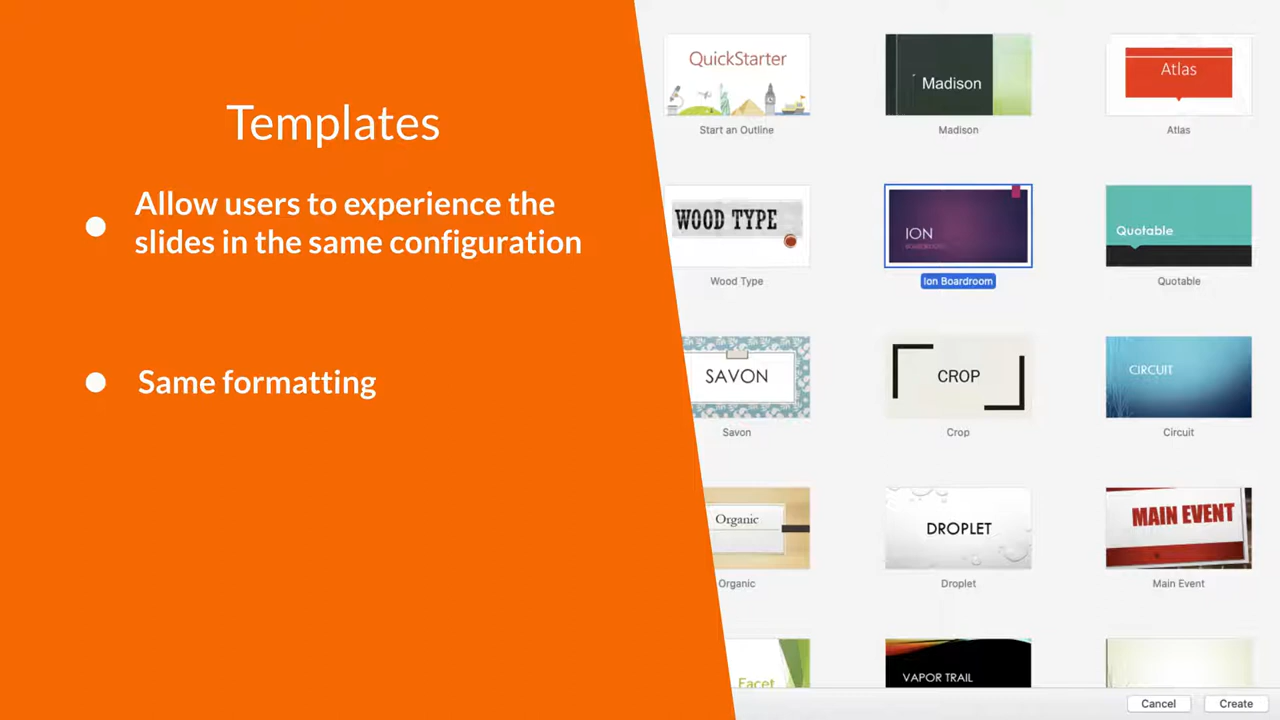 Templates
Allow users to experience the
slides in the same configuration
Same formatting
QuickStarter
Start an Outline
Madison
Madison
Atlas
Atlas
WOOD TYPE
Wood Type
ION
BOARDROOM
Ion Boardroom
Quotable
Quotable
SAVON
Savon
CROP
Crop
CIRCUIT
Circuit
Organic
Organic
DROPLET
Droplet
MAIN EVENT
Main Event
Facet
VAPOR TRAIL
Cancel
Create